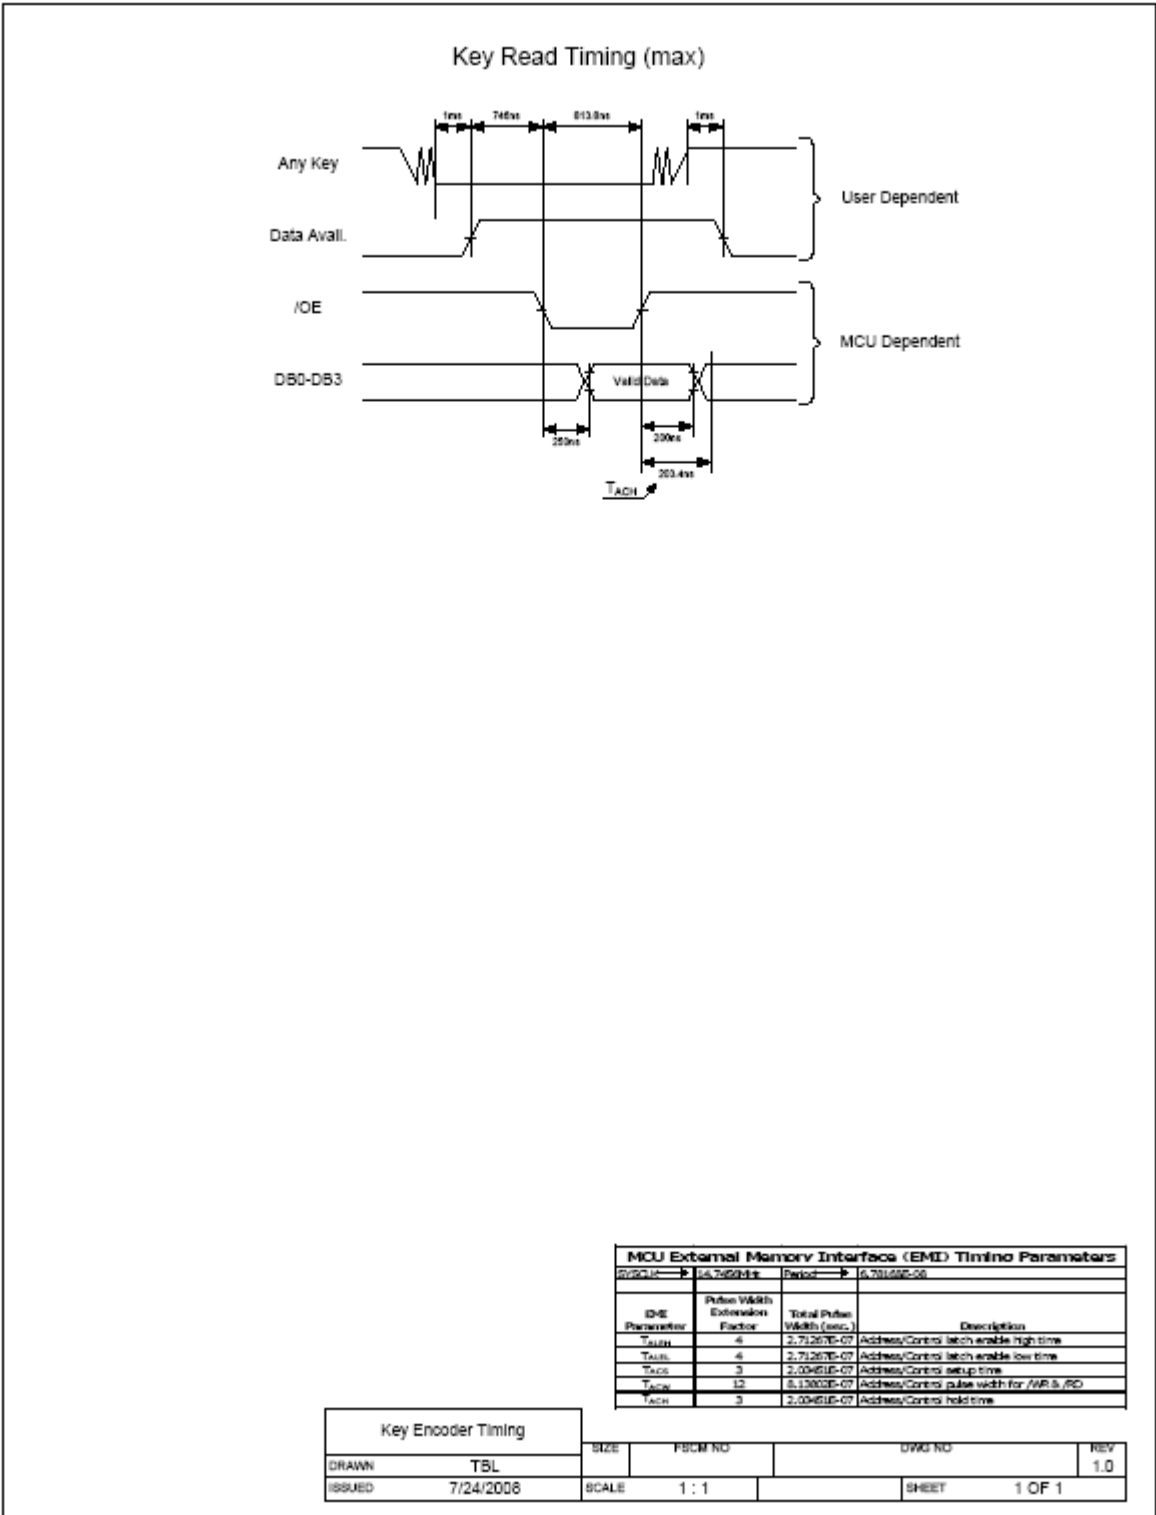 Key Read Timing (max)
1ms 746ns 813.8ns 1ms
Any Key
User Dependent
Data Avail.
/OE
MCU Dependent
DB0-DB3
Valid Data
250ns 200ns
203.4ns
TACH
MCU External Memory Interface (EMI) Timing Parameters
SYSCLK 14.7456MHz Period 6.78168E-08
EMI Parameter Pulse Width Extension Factor Total Pulse Width (sec.) Description
TALEH 4 2.71267E-07 Address/Control latch enable high time
TALEL 4 2.71267E-07 Address/Control latch enable low time
TACS 3 2.03451E-07 Address/Control setup time
TACW 12 8.13802E-07 Address/Control pulse width for /WR & /RD
TACH 3 2.03451E-07 Address/Control hold time
Key Encoder Timing
SIZE FSCM NO DWG NO REV
DRAWN TBL 1.0
ISSUED 7/24/2008 SCALE 1 : 1 SHEET 1 OF 1